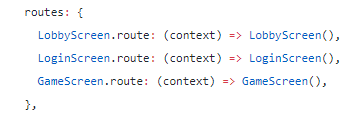 routes: {
LobbyScreen.route: (context) => LobbyScreen(),
LoginScreen.route: (context) => LoginScreen(),
GameScreen.route: (context) => GameScreen(),
},